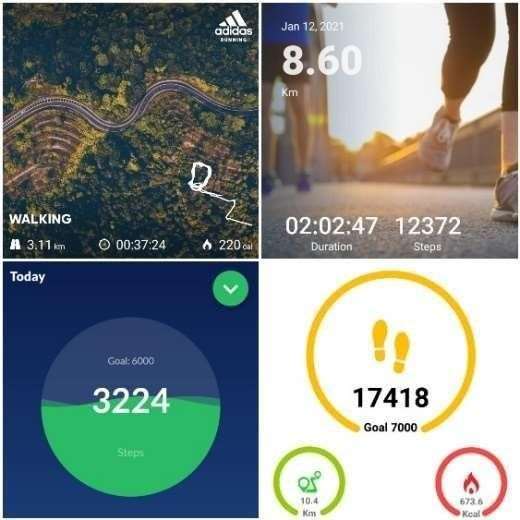 adidas
RUNNING
WALKING
3.11 km
00:37:24
220 cal
Jan 12, 2021
8.60
Km
02:02:47 12372
Duration Steps
Today
Goal: 6000
3224
Steps
17418
Goal 7000
10.4
Km
673.6
Kcal